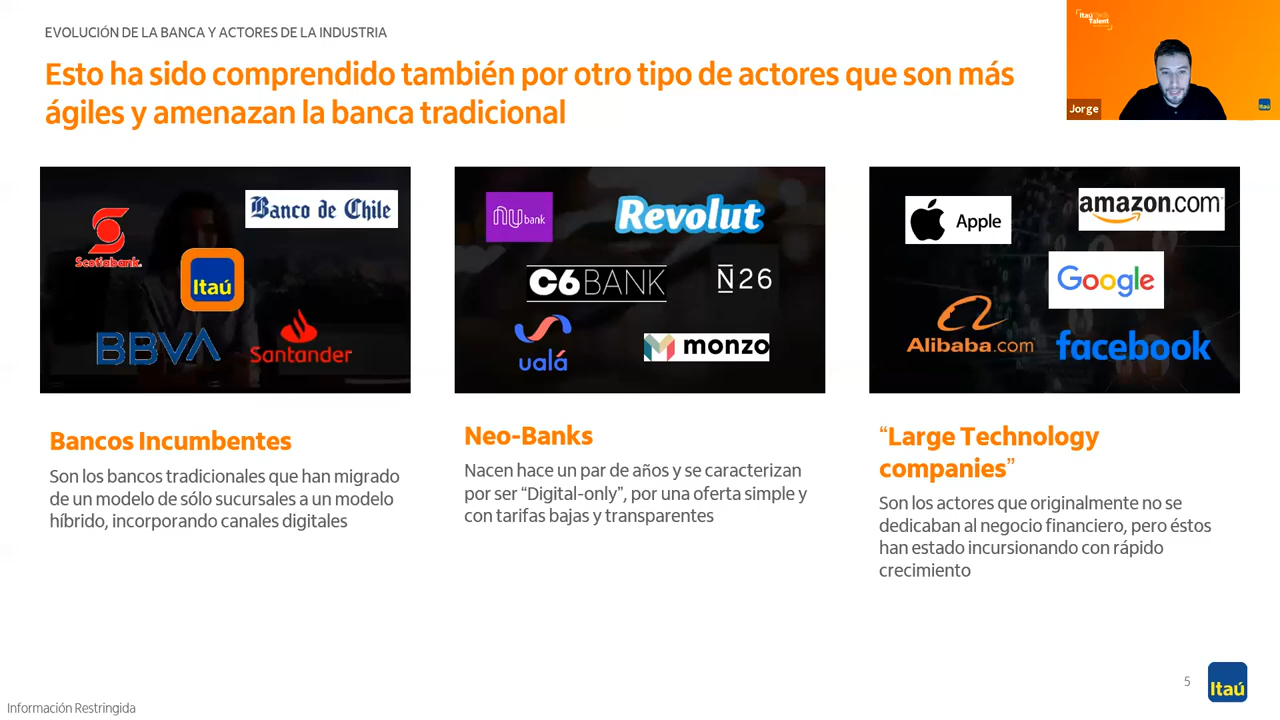 EVOLUCIÓN DE LA BANCA Y ACTORES DE LA INDUSTRIA
Esto ha sido comprendido también por otro tipo de actores que son más
ágiles y amenazan la banca tradicional
Itaú
Talent
Jorge
Itaú
Scotiabank
Banco de Chile
Itaú
BBVA
Santander
nu bank
Revolut
C6BANK
N26
ualá
monzo
Apple
amazon.com
Google
Alibaba.com
facebook
Bancos Incumbentes
Son los bancos tradicionales que han migrado
de un modelo de sólo sucursales a un modelo
híbrido, incorporando canales digitales
Neo-Banks
Nacen hace un par de años y se caracterizan
por ser “Digital-only”, por una oferta simple y
con tarifas bajas y transparentes
“Large Technology
companies”
Son los actores que originalmente no se
dedicaban al negocio financiero, pero éstos
han estado incursionando con rápido
crecimiento
5
Itaú
Información Restringida